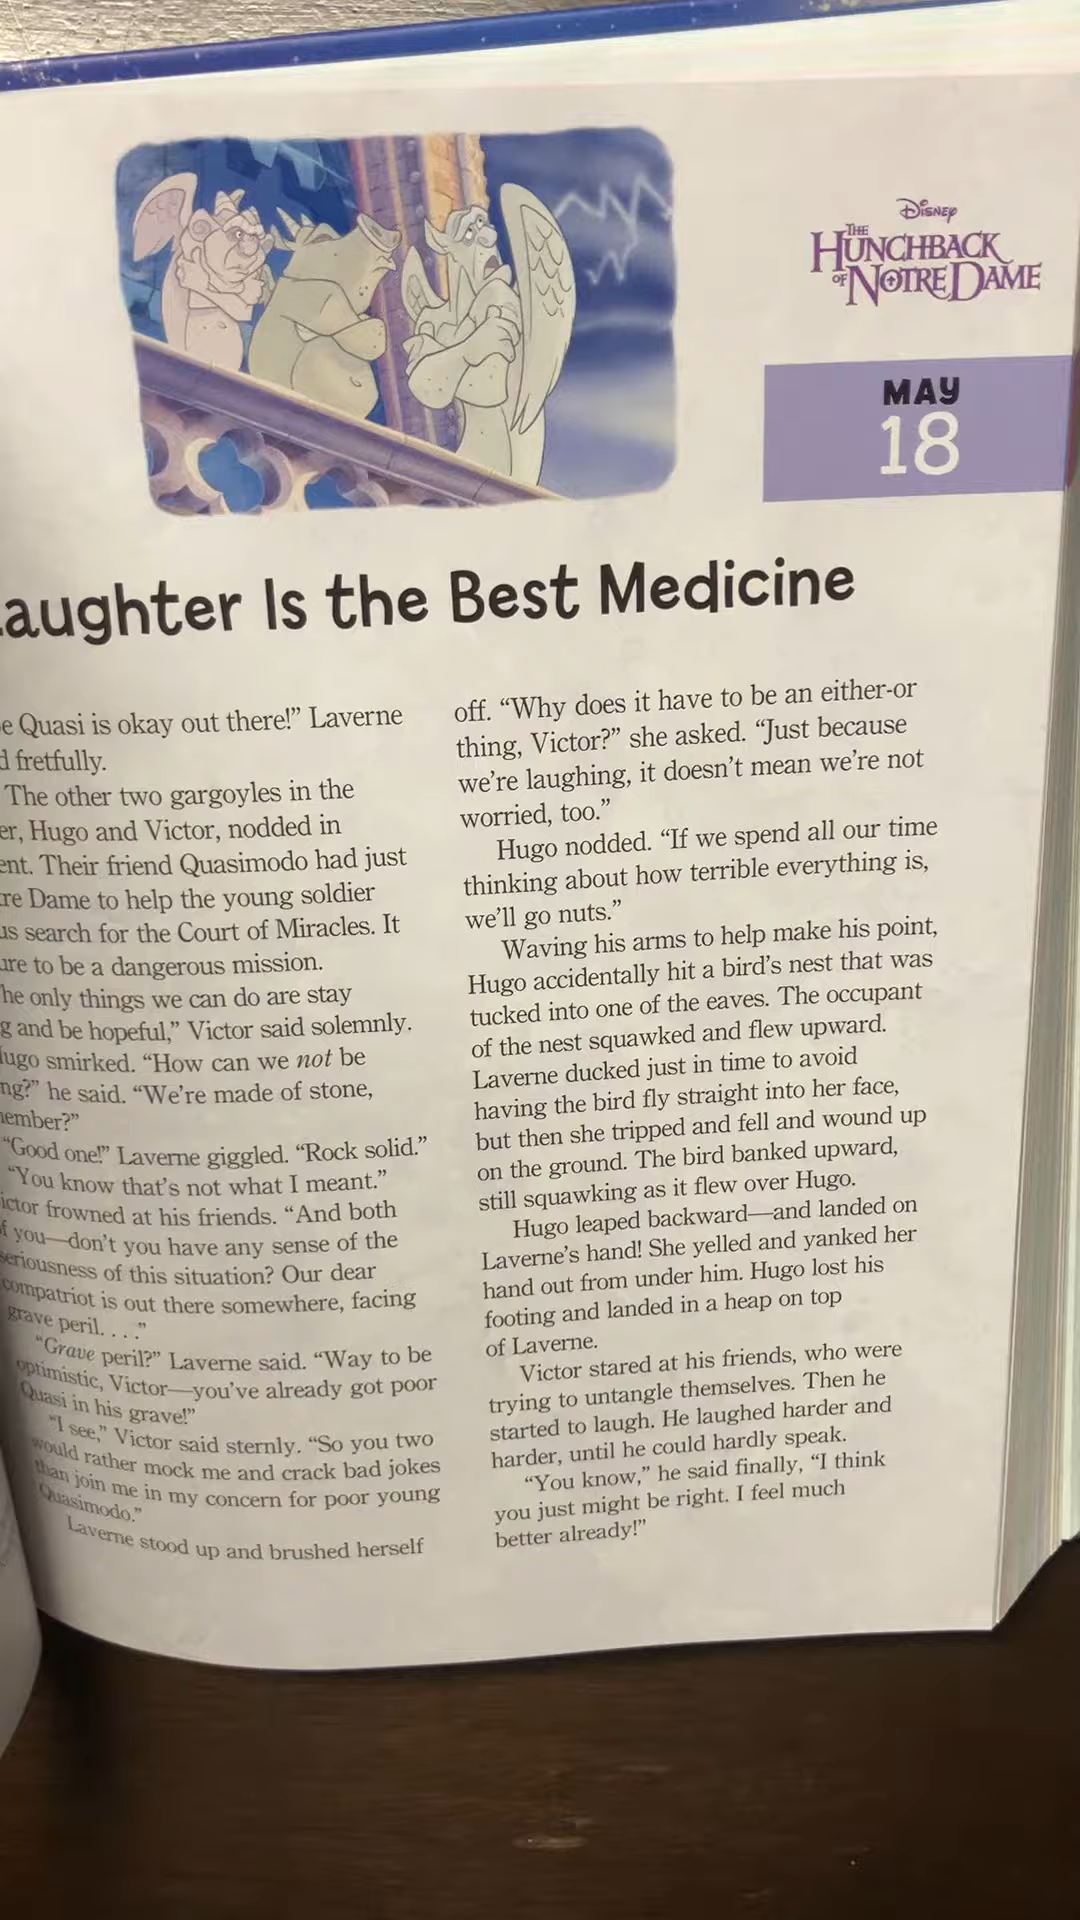 Disney
THE
HUNCHBACK
OF NOTRE DAME
MAY
18
aughter Is the Best Medicine
e Quasi is okay out there!” Laverne
d fretfully.
The other two gargoyles in the
er, Hugo and Victor, nodded in
ent. Their friend Quasimodo had just
re Dame to help the young soldier
us search for the Court of Miracles. It
ure to be a dangerous mission.
he only things we can do are stay
g and be hopeful,” Victor said solemnly.
ugo smirked. “How can we not be
ng?” he said. “We’re made of stone,
ember?”
“Good one!” Laverne giggled. “Rock solid.”
“You know that’s not what I meant.”
ictor frowned at his friends. “And both
f you—don’t you have any sense of the
seriousness of this situation? Our dear
compatriot is out there somewhere, facing
grave peril. . . .”
“Grave peril?” Laverne said. “Way to be
optimistic, Victor—you’ve already got poor
Quasi in his grave!”
“I see,” Victor said sternly. “So you two
would rather mock me and crack bad jokes
than join me in my concern for poor young
Quasimodo.”
Laverne stood up and brushed herself
off. “Why does it have to be an either-or
thing, Victor?” she asked. “Just because
we’re laughing, it doesn’t mean we’re not
worried, too.”
Hugo nodded. “If we spend all our time
thinking about how terrible everything is,
we’ll go nuts.”
Waving his arms to help make his point,
Hugo accidentally hit a bird’s nest that was
tucked into one of the eaves. The occupant
of the nest squawked and flew upward.
Laverne ducked just in time to avoid
having the bird fly straight into her face,
but then she tripped and fell and wound up
on the ground. The bird banked upward,
still squawking as it flew over Hugo.
Hugo leaped backward—and landed on
Laverne’s hand! She yelled and yanked her
hand out from under him. Hugo lost his
footing and landed in a heap on top
of Laverne.
Victor stared at his friends, who were
trying to untangle themselves. Then he
started to laugh. He laughed harder and
harder, until he could hardly speak.
“You know,” he said finally, “I think
you just might be right. I feel much
better already!”